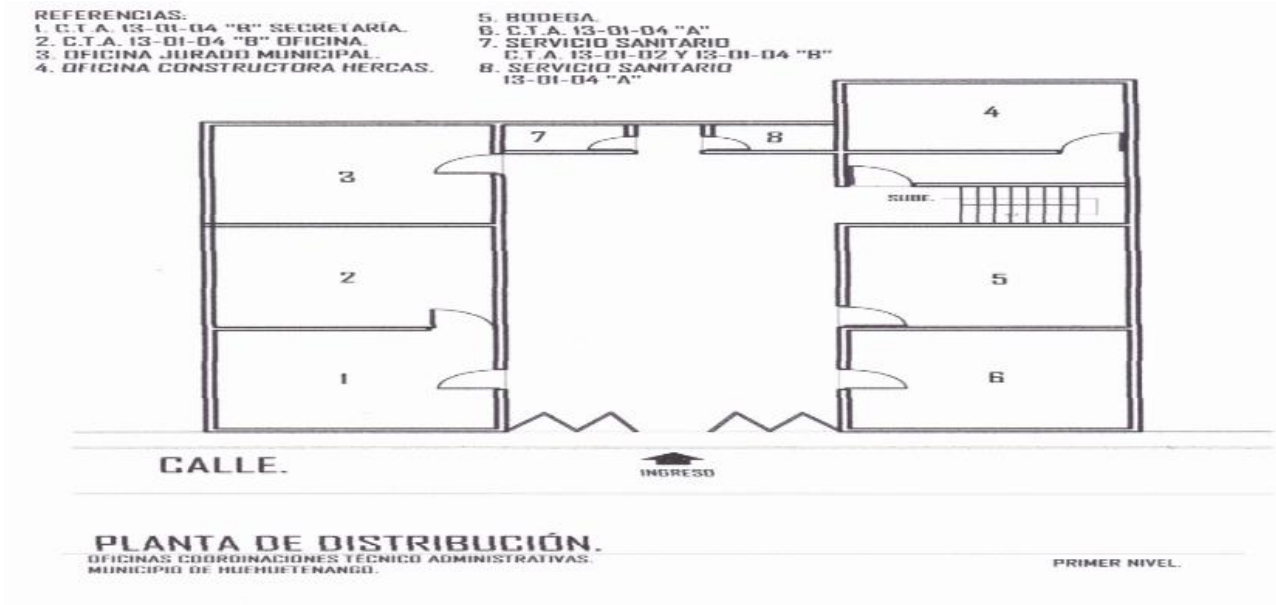 REFERENCIAS:
1. C.T.A. 13-01-04 "B" SECRETARÍA.
2. C.T.A. 13-01-04 "B" OFICINA.
3. OFICINA JURADO MUNICIPAL.
4. OFICINA CONSTRUCTORA HERCAS.
5. BODEGA.
6. C.T.A. 13-01-04 "A"
7. SERVICIO SANITARIO
C.T.A. 13-01-02 Y 13-01-04 "B"
8. SERVICIO SANITARIO
13-01-04 "A"
4
7
8
3
SUBE.
2
5
1
6
CALLE.
INGRESO
PLANTA DE DISTRIBUCIÓN.
OFICINAS COORDINACIONES TÉCNICO ADMINISTRATIVAS.
MUNICIPIO DE HUEHUETENANGO.
PRIMER NIVEL.